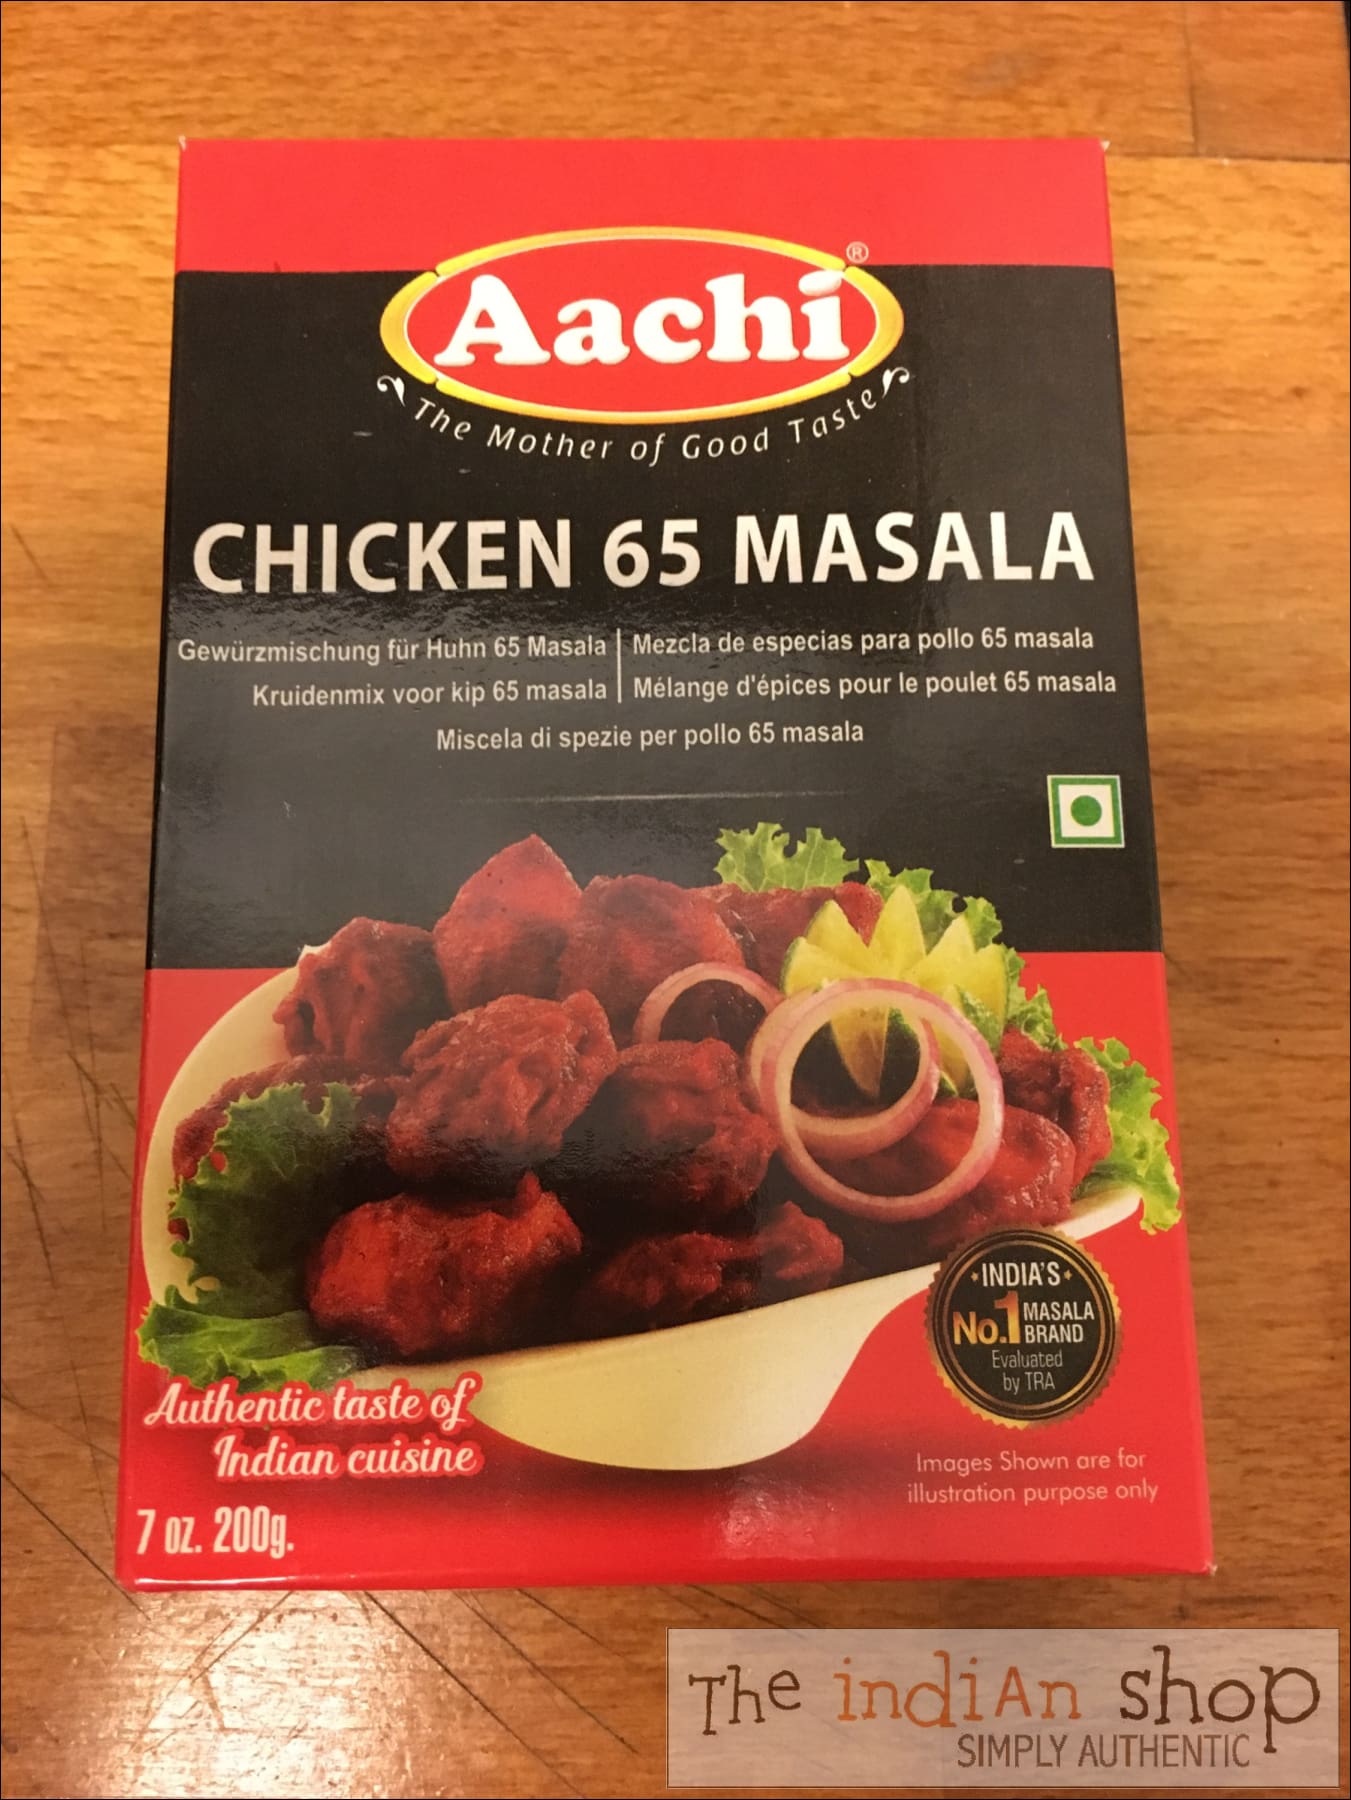 Aachi®
The Mother of Good Taste
CHICKEN 65 MASALA
Gewürzmischung für Huhn 65 Masala | Mezcla de especias para pollo 65 masala
Kruidenmix voor kip 65 masala | Mélange d'épices pour le poulet 65 masala
Miscela di spezie per pollo 65 masala
INDIA'S
No.1 MASALA
BRAND
Evaluated
by TRA
Authentic taste of
Indian cuisine
Images Shown are for
illustration purpose only
7 oz. 200g.
The indiAn shop
SIMPLY AUTHENTIC